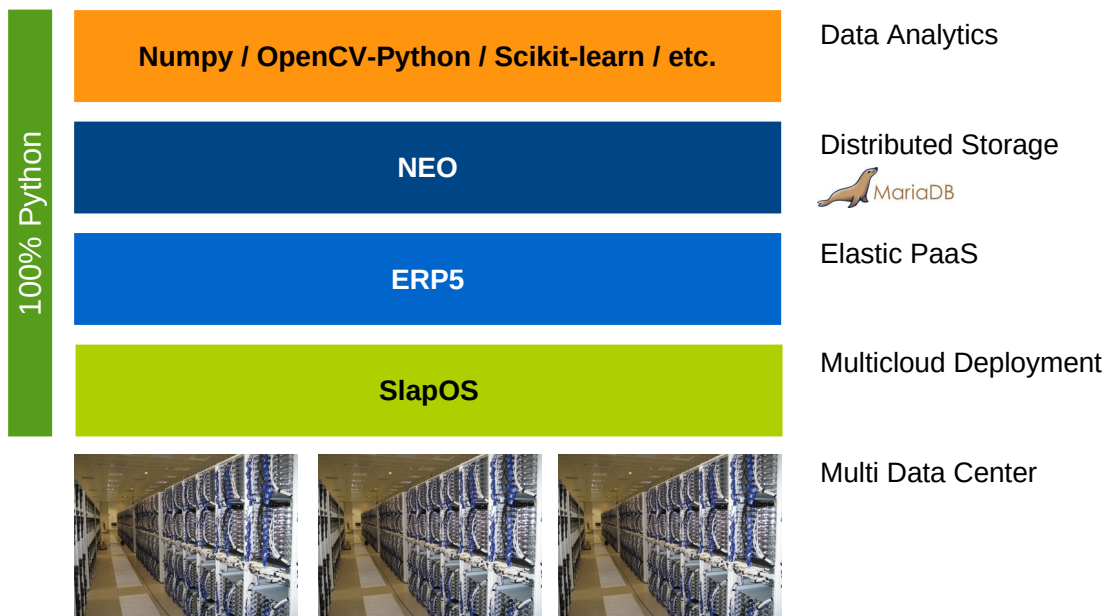 100% Python
Numpy / OpenCV-Python / Scikit-learn / etc.
Data Analytics
NEO
Distributed Storage
MariaDB
ERP5
Elastic PaaS
SlapOS
Multicloud Deployment
Multi Data Center